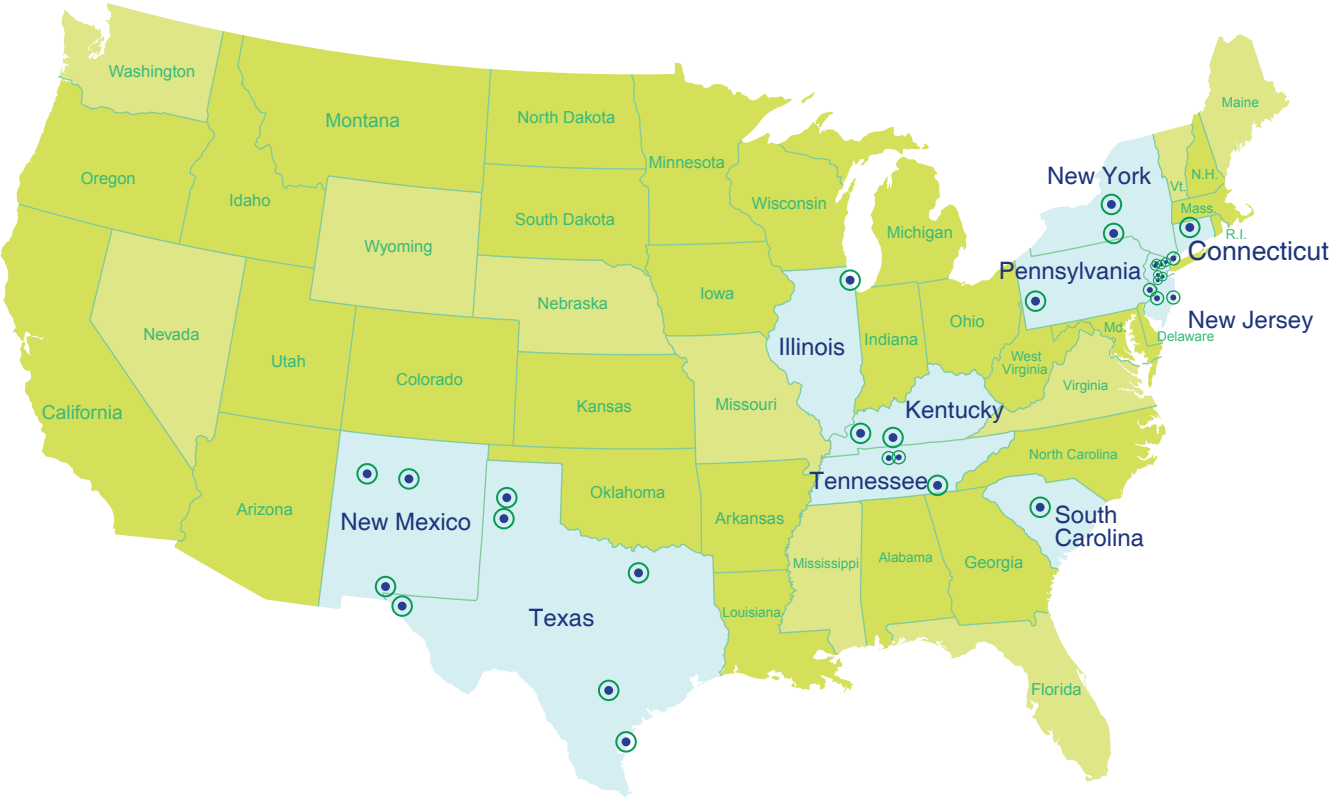 Washington
Montana
North Dakota
Minnesota
Maine
Oregon
Idaho
South Dakota
Wisconsin
Michigan
New York
Vt.
N.H.
Mass.
R.I.
Connecticut
Wyoming
Nebraska
Iowa
Pennsylvania
Nevada
Utah
Colorado
Illinois
Indiana
Ohio
New Jersey
Md.
Delaware
West
Virginia
Virginia
California
Kansas
Missouri
Kentucky
North Carolina
Arizona
New Mexico
Oklahoma
Arkansas
Tennessee
South
Carolina
Texas
Louisiana
Mississippi
Alabama
Georgia
Florida